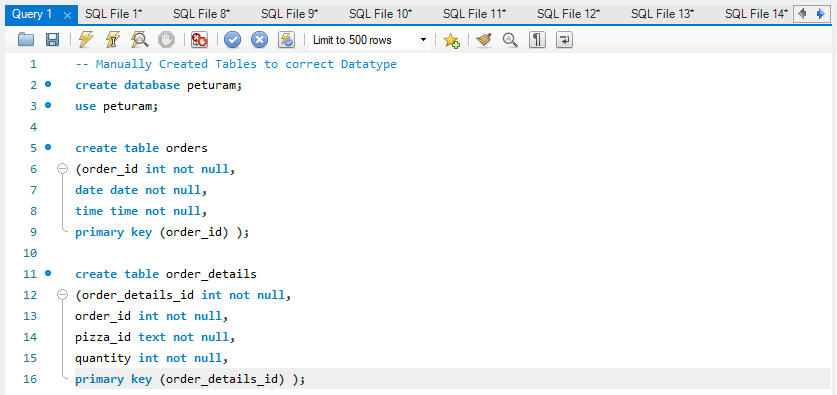 Query 1 SQL File 1* SQL File 8* SQL File 9* SQL File 10* SQL File 11* SQL File 12* SQL File 13* SQL File 14*
Limit to 500 rows
1 -- Manually Created Tables to correct Datatype
2 create database peturam;
3 use peturam;
4
5 create table orders
6 (order_id int not null,
7 date date not null,
8 time time not null,
9 primary key (order_id) );
10
11 create table order_details
12 (order_details_id int not null,
13 order_id int not null,
14 pizza_id text not null,
15 quantity int not null,
16 primary key (order_details_id) );